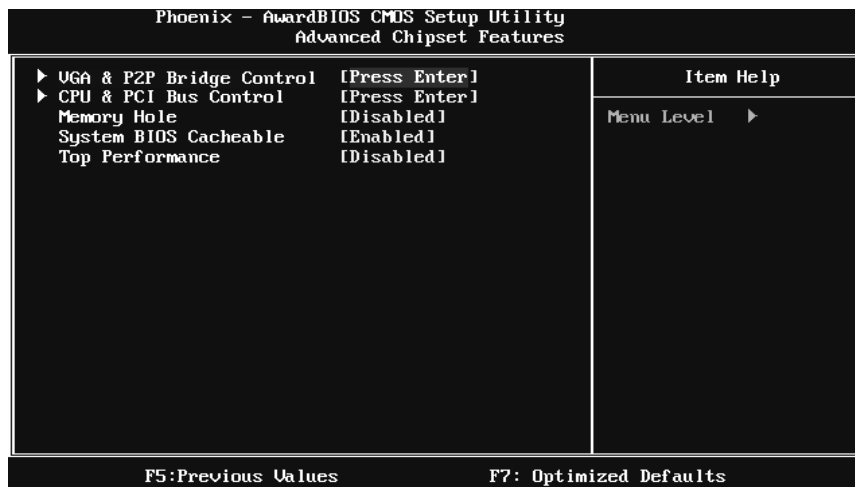 Phoenix - AwardBIOS CMOS Setup Utility
Advanced Chipset Features
VGA & P2P Bridge Control [Press Enter]
CPU & PCI Bus Control [Press Enter]
Memory Hole [Disabled]
System BIOS Cacheable [Enabled]
Top Performance [Disabled]
Item Help
Menu Level
F5:Previous Values F7: Optimized Defaults